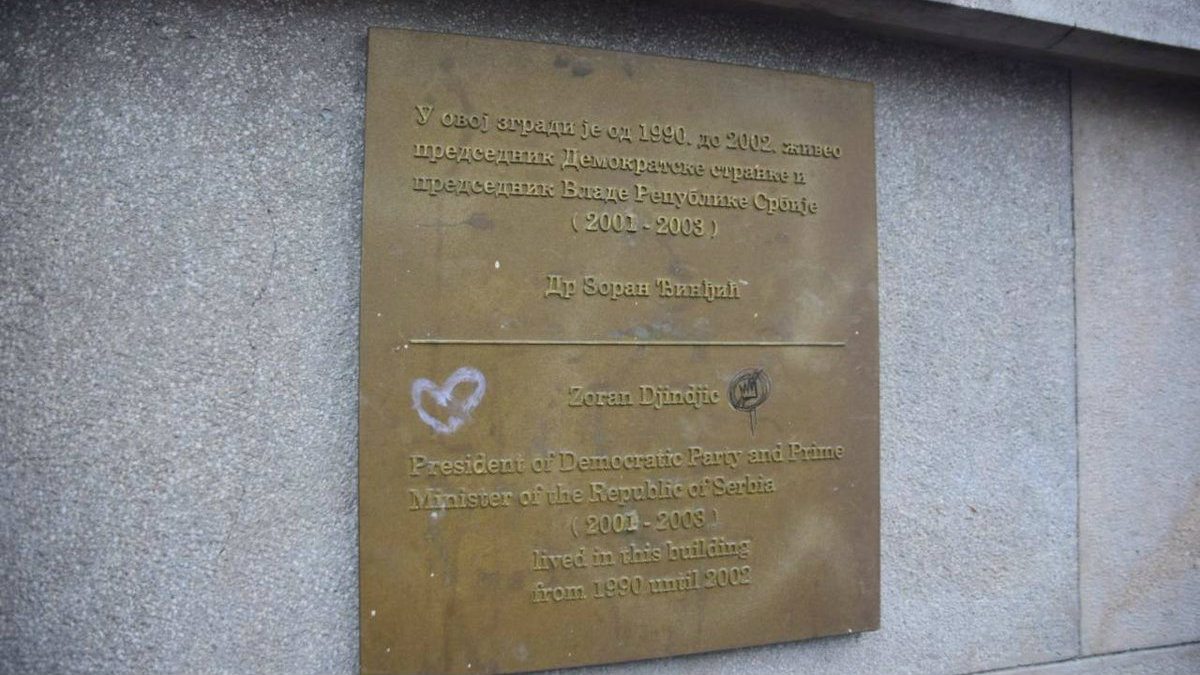 У овој згради је од 1990. до 2002. живео
председник Демократске странке и
председник Владе Републике Србије
( 2001 - 2003 )
Др Зоран Ђинђић
Zoran Djindjic
President of Democratic Party and Prime
Minister of the Republic of Serbia
( 2001 - 2003 )
lived in this building
from 1990 until 2002